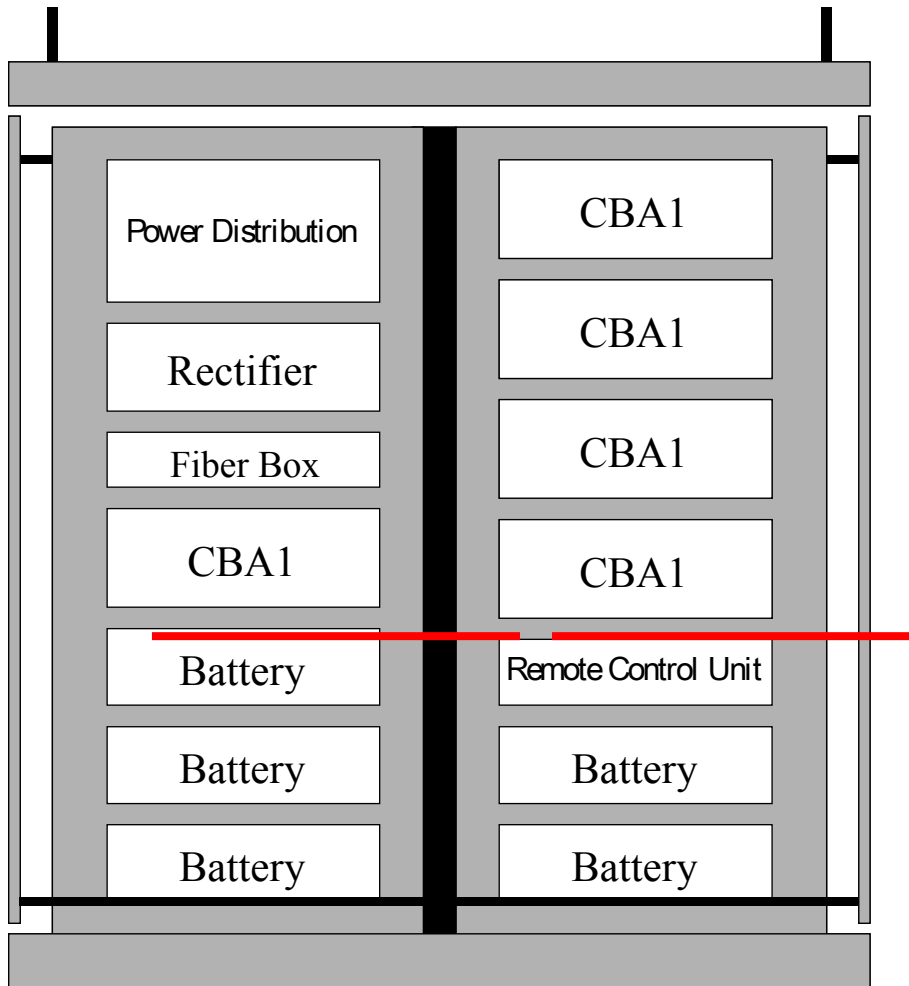 Power Distribution
Rectifier
Fiber Box
CBA1
Battery
Battery
Battery
CBA1
CBA1
CBA1
CBA1
Remote Control Unit
Battery
Battery